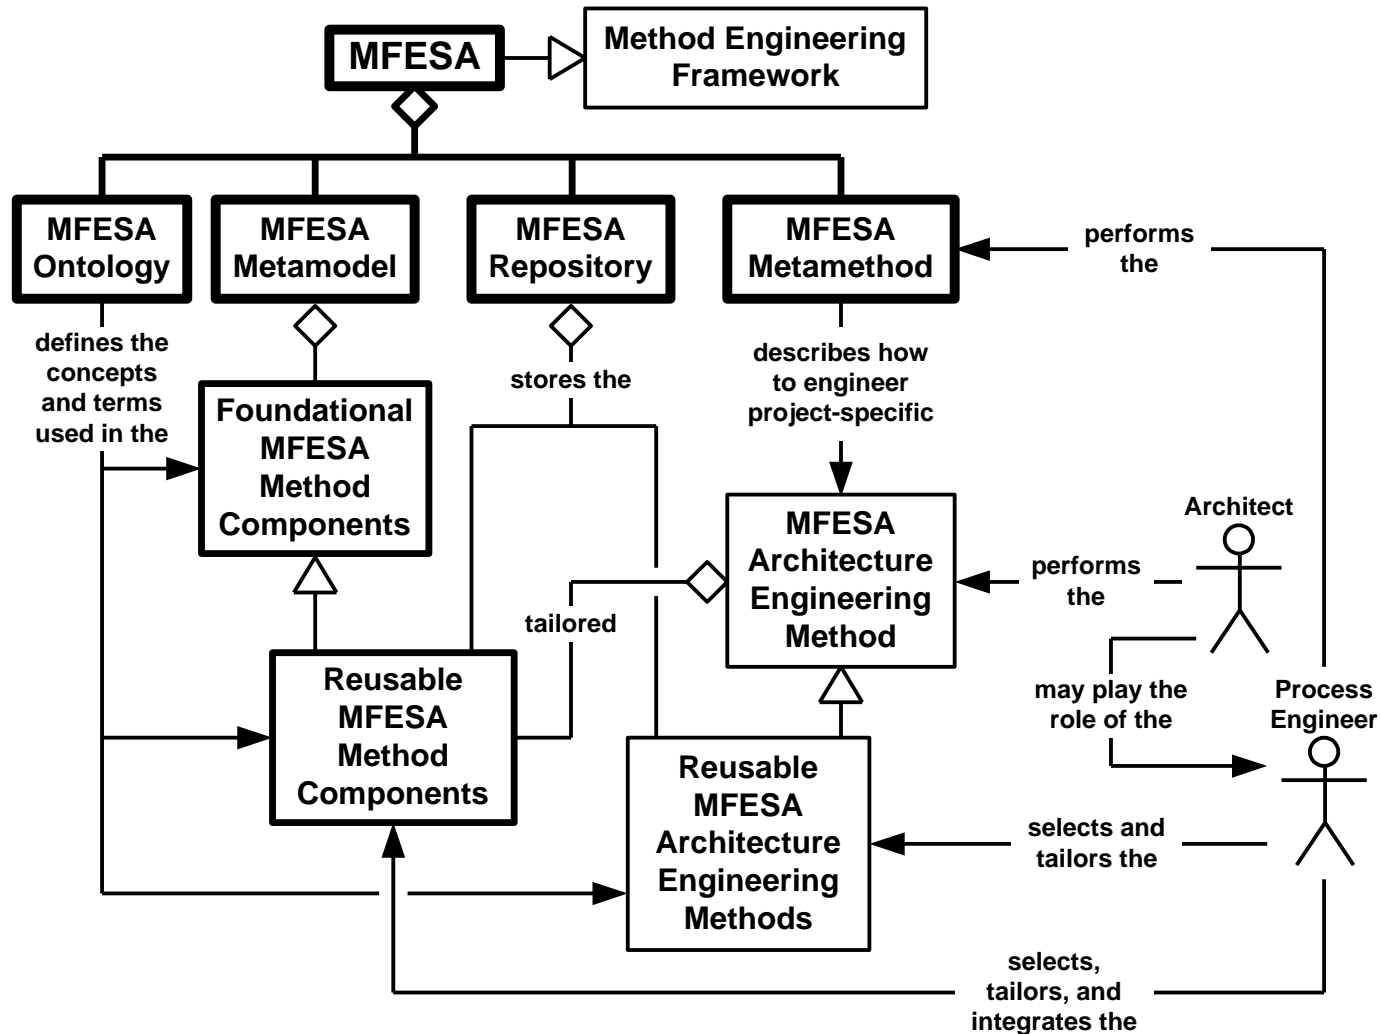 MFESA
Method Engineering
Framework
MFESA
Ontology
MFESA
Metamodel
MFESA
Repository
MFESA
Metamethod
performs
the
defines the
concepts
and terms
used in the
stores the
describes how
to engineer
project-specific
Foundational
MFESA
Method
Components
MFESA
Architecture
Engineering
Method
Architect
performs
the
tailored
Reusable
MFESA
Method
Components
may play the
role of the
Process
Engineer
Reusable
MFESA
Architecture
Engineering
Methods
selects and
tailors the
selects,
tailors, and
integrates the